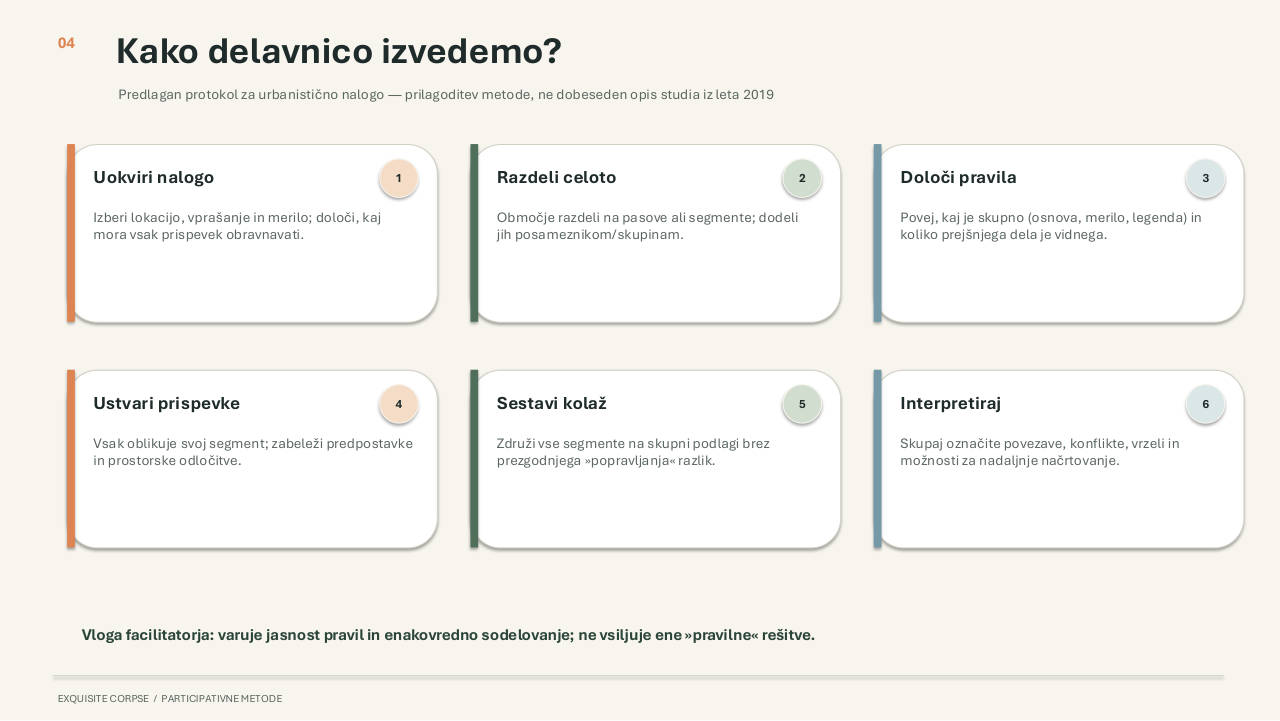 04
Kako delavnico izvedemo?
Predlagan protokol za urbanistično nalogo — prilagoditev metode, ne dobeseden opis studia iz leta 2019
Uokviri nalogo
1
Izberi lokacijo, vprašanje in merilo; določi, kaj
mora vsak prispevek obravnavati.
Razdeli celoto
2
Območje razdeli na pasove ali segmente; dodeli
jih posameznikom/skupinam.
Določi pravila
3
Povej, kaj je skupno (osnova, merilo, legenda) in
koliko prejšnjega dela je vidnega.
Ustvari prispevke
4
Vsak oblikuje svoj segment; zabeleži predpostavke
in prostorske odločitve.
Sestavi kolaž
5
Združi vse segmente na skupni podlagi brez
prezgodnjega »popravljanja« razlik.
Interpretiraj
6
Skupaj označite povezave, konflikte, vrzeli in
možnosti za nadaljnje načrtovanje.
Vloga facilitatorja: varuje jasnost pravil in enakovredno sodelovanje; ne vsiljuje ene »pravilne« rešitve.
EXQUISITE CORPSE / PARTICIPATIVNE METODE